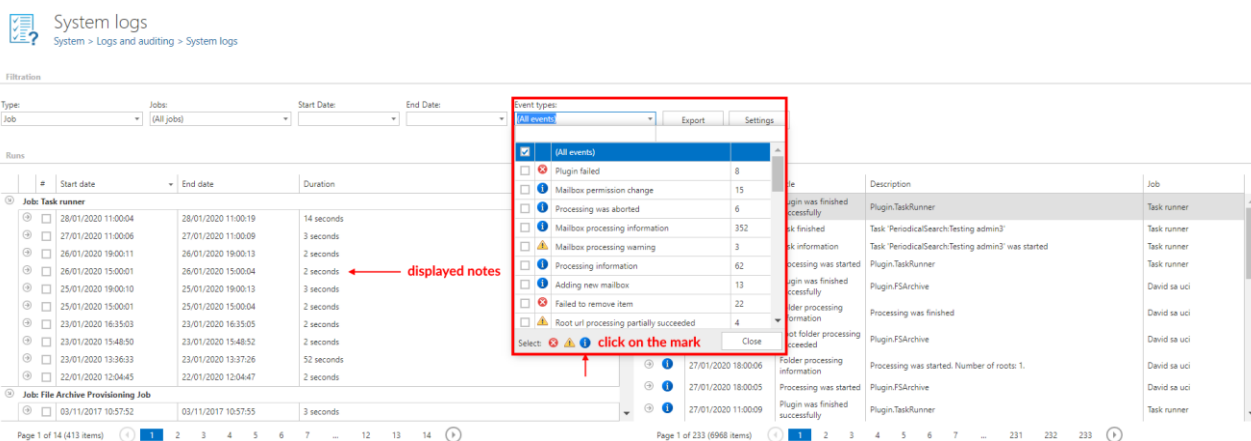 System logs
System > Logs and auditing > System logs
Filtration
Type:
Jobs:
Start Date:
End Date:
Event types:
Job
(All jobs)
(All events)
Export
Settings
(All events)
Plugin failed 8
Mailbox permission change 15
Processing was aborted 6
Mailbox processing information 352
Mailbox processing warning 3
Processing information 62
Adding new mailbox 13
Failed to remove item 22
Root url processing partially succeeded 4
Select: click on the mark
Close
Runs
# Start date End date Duration
Job: Task runner
28/01/2020 11:00:04 28/01/2020 11:00:19 14 seconds
27/01/2020 11:00:06 27/01/2020 11:00:09 3 seconds
26/01/2020 19:00:11 26/01/2020 19:00:13 2 seconds
26/01/2020 15:00:01 26/01/2020 15:00:04 2 seconds
displayed notes
25/01/2020 19:00:10 25/01/2020 19:00:13 3 seconds
25/01/2020 15:00:01 25/01/2020 15:00:04 2 seconds
23/01/2020 16:35:03 23/01/2020 16:35:05 2 seconds
23/01/2020 15:48:50 23/01/2020 15:48:52 2 seconds
23/01/2020 13:36:33 23/01/2020 13:37:26 52 seconds
22/01/2020 12:04:45 22/01/2020 12:04:47 2 seconds
Job: File Archive Provisioning Job
03/11/2017 10:57:52 03/11/2017 10:57:55 3 seconds
Page 1 of 14 (413 items) 1 2 3 4 5 6 7 ... 12 13 14
Description Job
was finished
Plugin.TaskRunner Task runner
finished Task 'PeriodicalSearch:Testing admin3' Task runner
information Task 'PeriodicalSearch:Testing admin3' was started Task runner
was started Plugin.TaskRunner Task runner
was finished
Plugin.FSArchive David sa uci
processing
Processing was finished David sa uci
folder processing
Plugin.FSArchive David sa uci
27/01/2020 18:00:06 Folder processing
information Processing was started. Number of roots: 1. David sa uci
27/01/2020 18:00:05 Processing was started Plugin.FSArchive David sa uci
27/01/2020 11:00:09 Plugin was finished
successfully Plugin.TaskRunner Task runner
Page 1 of 233 (6968 items) 1 2 3 4 5 6 7 ... 231 232 233